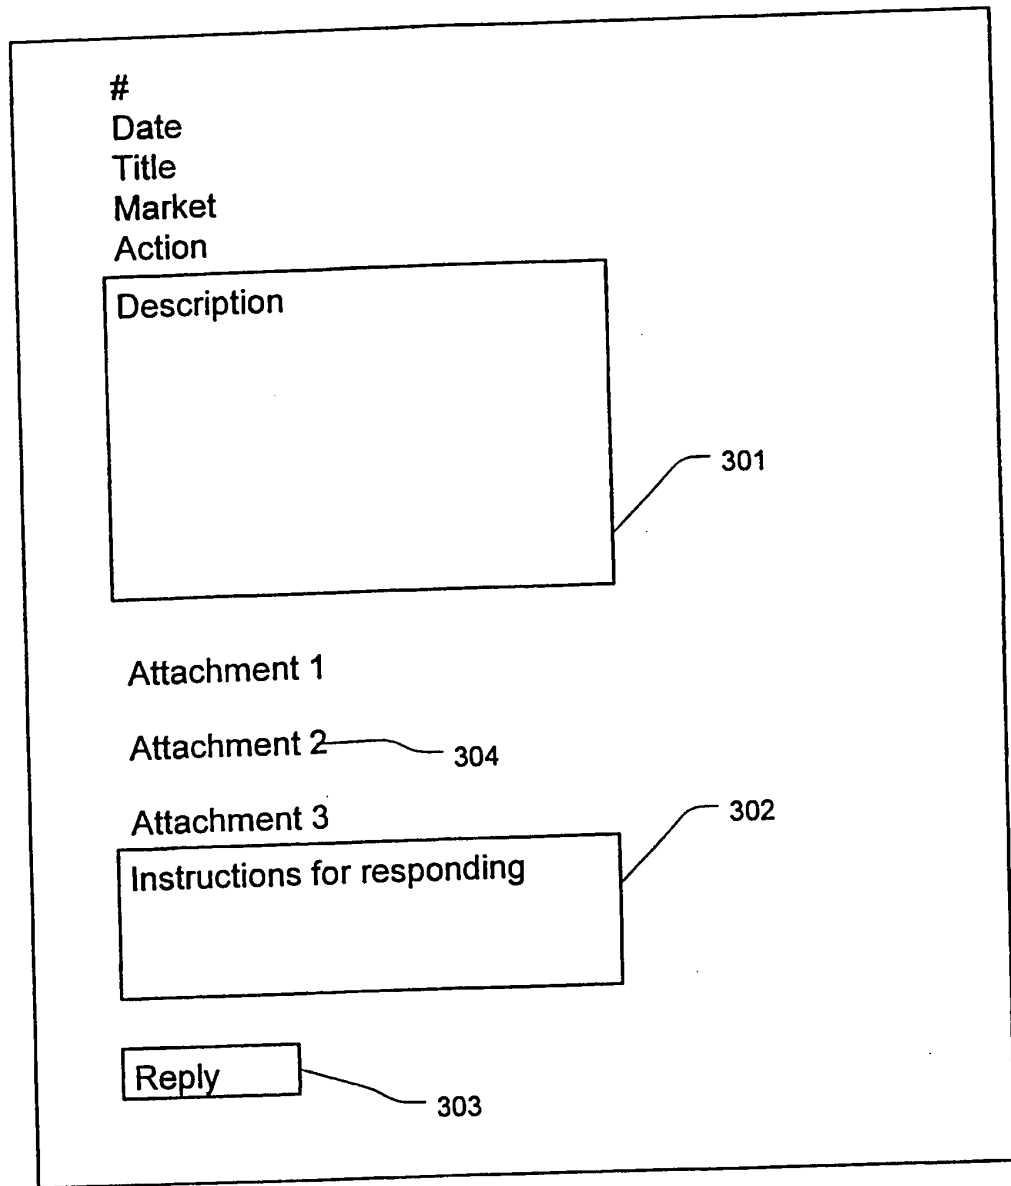 #
Date
Title
Market
Action
Description
301
Attachment 1
Attachment 2
304
Attachment 3
302
Instructions for responding
Reply
303